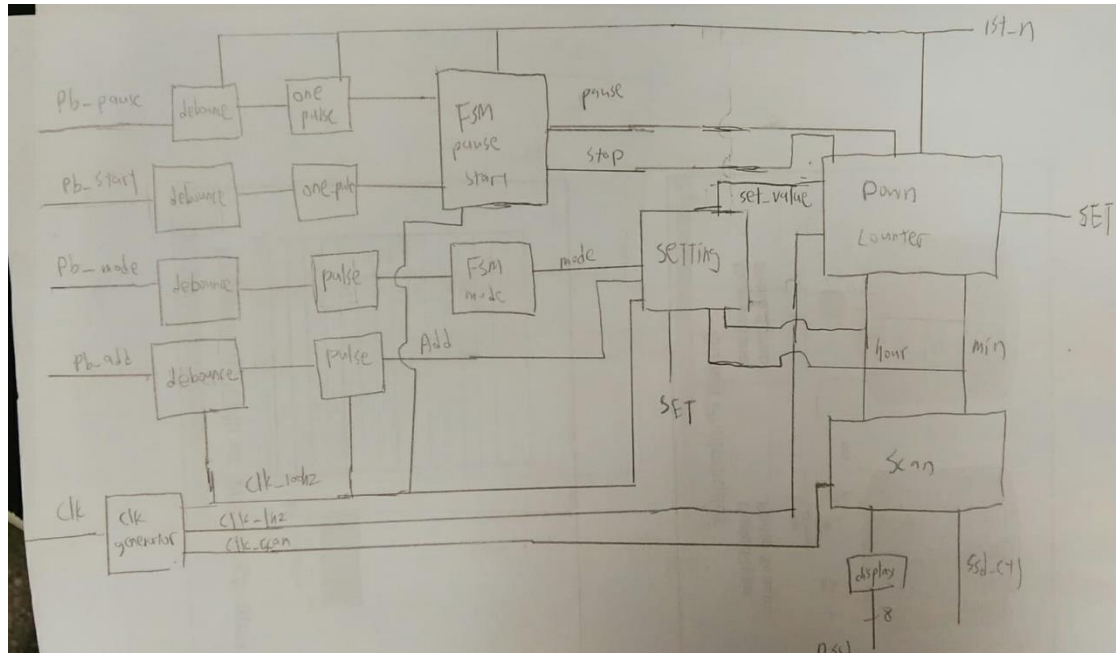 rst_n
Pb_pause
debounce
one
pulse
FSM
pause
start
pause
stop
Pb_start
debounce
one_pulse
set_value
Down
counter
SET
Pb_mode
debounce
pulse
FSM
mode
mode
SETTING
Pb_add
debounce
pulse
Add
hour
min
SET
Scan
Clk
Clk
generator
Clk_100hz
Clk_1hz
Clk_scan
display
ssd_ctl
8